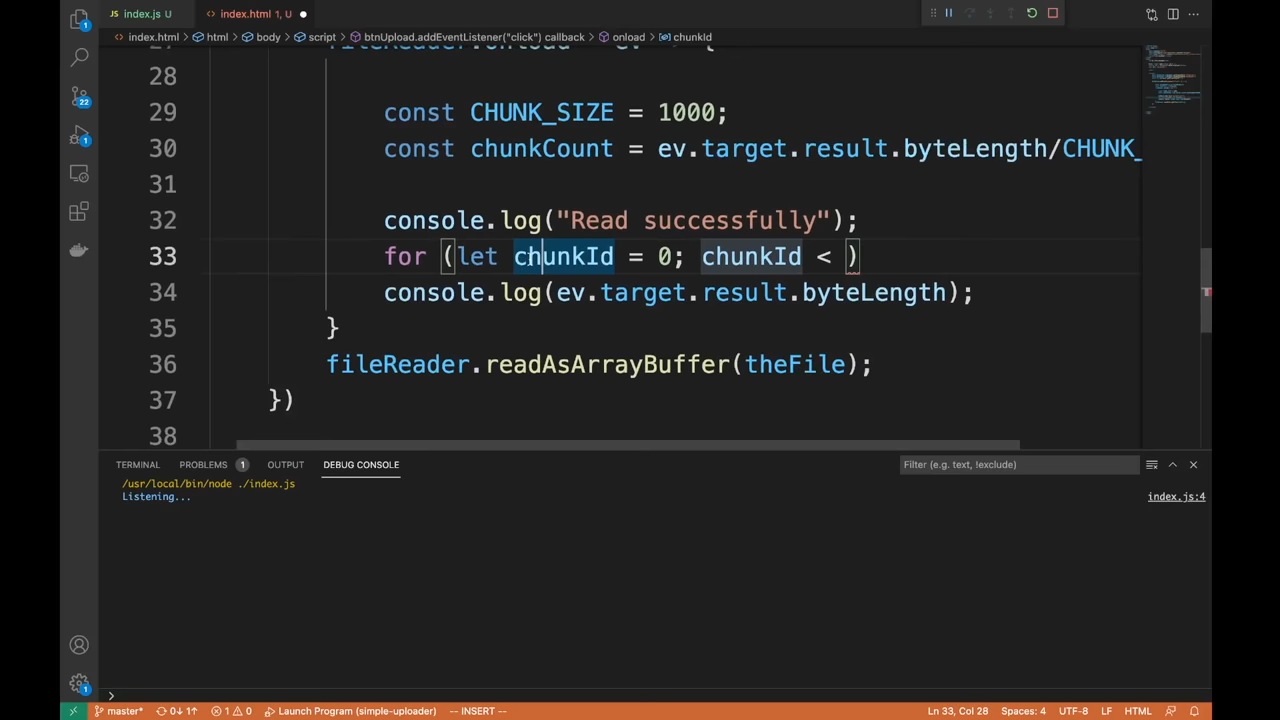 index.js U
index.html 1, U
index.html > html > body > script > btnUpload.addEventListener("click") callback > onload > chunkId
28
29 const CHUNK_SIZE = 1000;
30 const chunkCount = ev.target.result.byteLength/CHUNK_
31
32 console.log("Read successfully");
33 for (let chunkId = 0; chunkId < )
34 console.log(ev.target.result.byteLength);
35 }
36 fileReader.readAsArrayBuffer(theFile);
37 })
38
TERMINAL PROBLEMS 1 OUTPUT DEBUG CONSOLE Filter (e.g. text, !exclude)
/usr/local/bin/node ./index.js
Listening... index.js:4
>
1
22
1
1
master* 0↓ 1↑ 1 0 Launch Program (simple-uploader) -- INSERT -- Ln 33, Col 28 Spaces: 4 UTF-8 LF HTML